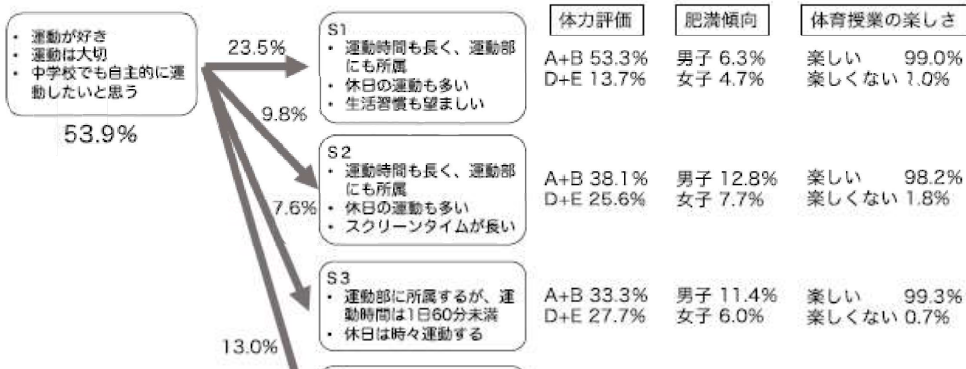 ・ 運動が好き
・ 運動は大切
・ 中学校でも自主的に運
動したいと思う
53.9%
23.5%
9.8%
7.6%
13.0%
S1
・ 運動時間も長く、運動部
にも所属
・ 休日の運動も多い
・ 生活習慣も望ましい
S2
・ 運動時間も長く、運動部
にも所属
・ 休日の運動も多い
・ スクリーンタイムが長い
S3
・ 運動部に所属するが、運
動時間は1日60分未満
・ 休日は時々運動する
体力評価
肥満傾向
体育授業の楽しさ
A+B 53.3%
D+E 13.7%
男子 6.3%
女子 4.7%
楽しい 99.0%
楽しくない 1.0%
A+B 38.1%
D+E 25.6%
男子 12.8%
女子 7.7%
楽しい 98.2%
楽しくない 1.8%
A+B 33.3%
D+E 27.7%
男子 11.4%
女子 6.0%
楽しい 99.3%
楽しくない 0.7%